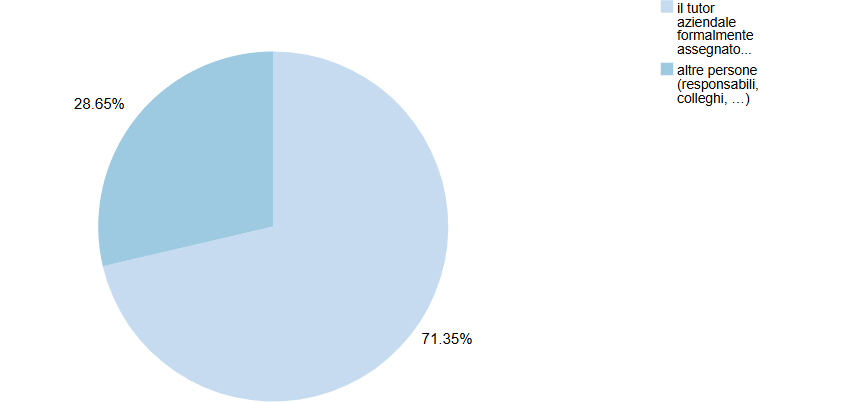 il tutor
aziendale
formalmente
assegnato...
altre persone
(responsabili,
colleghi, …)
28.65%
71.35%